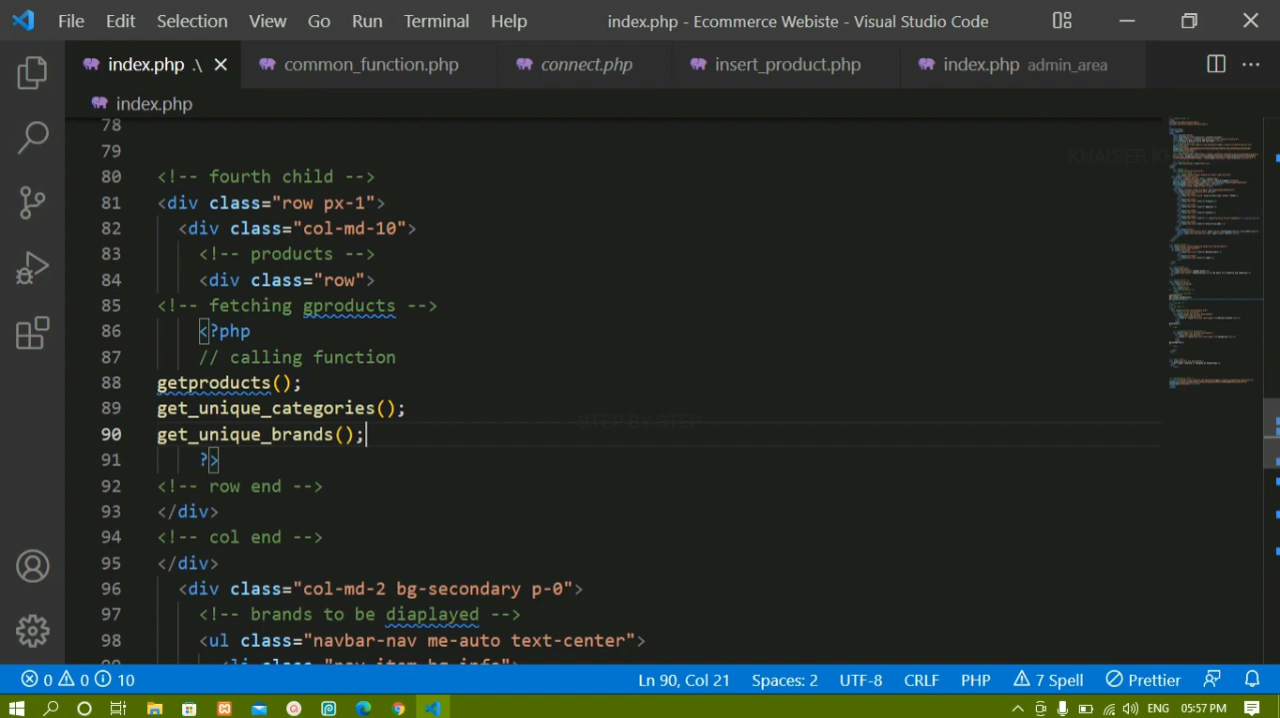 File Edit Selection View Go Run Terminal Help index.php - Ecommerce Webiste - Visual Studio Code
index.php .\ common_function.php connect.php insert_product.php index.php admin_area
index.php
78
79
80 <!-- fourth child -->
81 <div class="row px-1">
82 <div class="col-md-10">
83 <!-- products -->
84 <div class="row">
85 <!-- fetching gproducts -->
86 <?php
87 // calling function
88 getproducts();
89 get_unique_categories();
90 get_unique_brands();
91 ?>
92 <!-- row end -->
93 </div>
94 <!-- col end -->
95 </div>
96 <div class="col-md-2 bg-secondary p-0">
97 <!-- brands to be diaplayed -->
98 <ul class="navbar-nav me-auto text-center">
KHAISER
STEP BY STEP
0 0 10 Ln 90, Col 21 Spaces: 2 UTF-8 CRLF PHP 7 Spell Prettier
ENG 05:57 PM